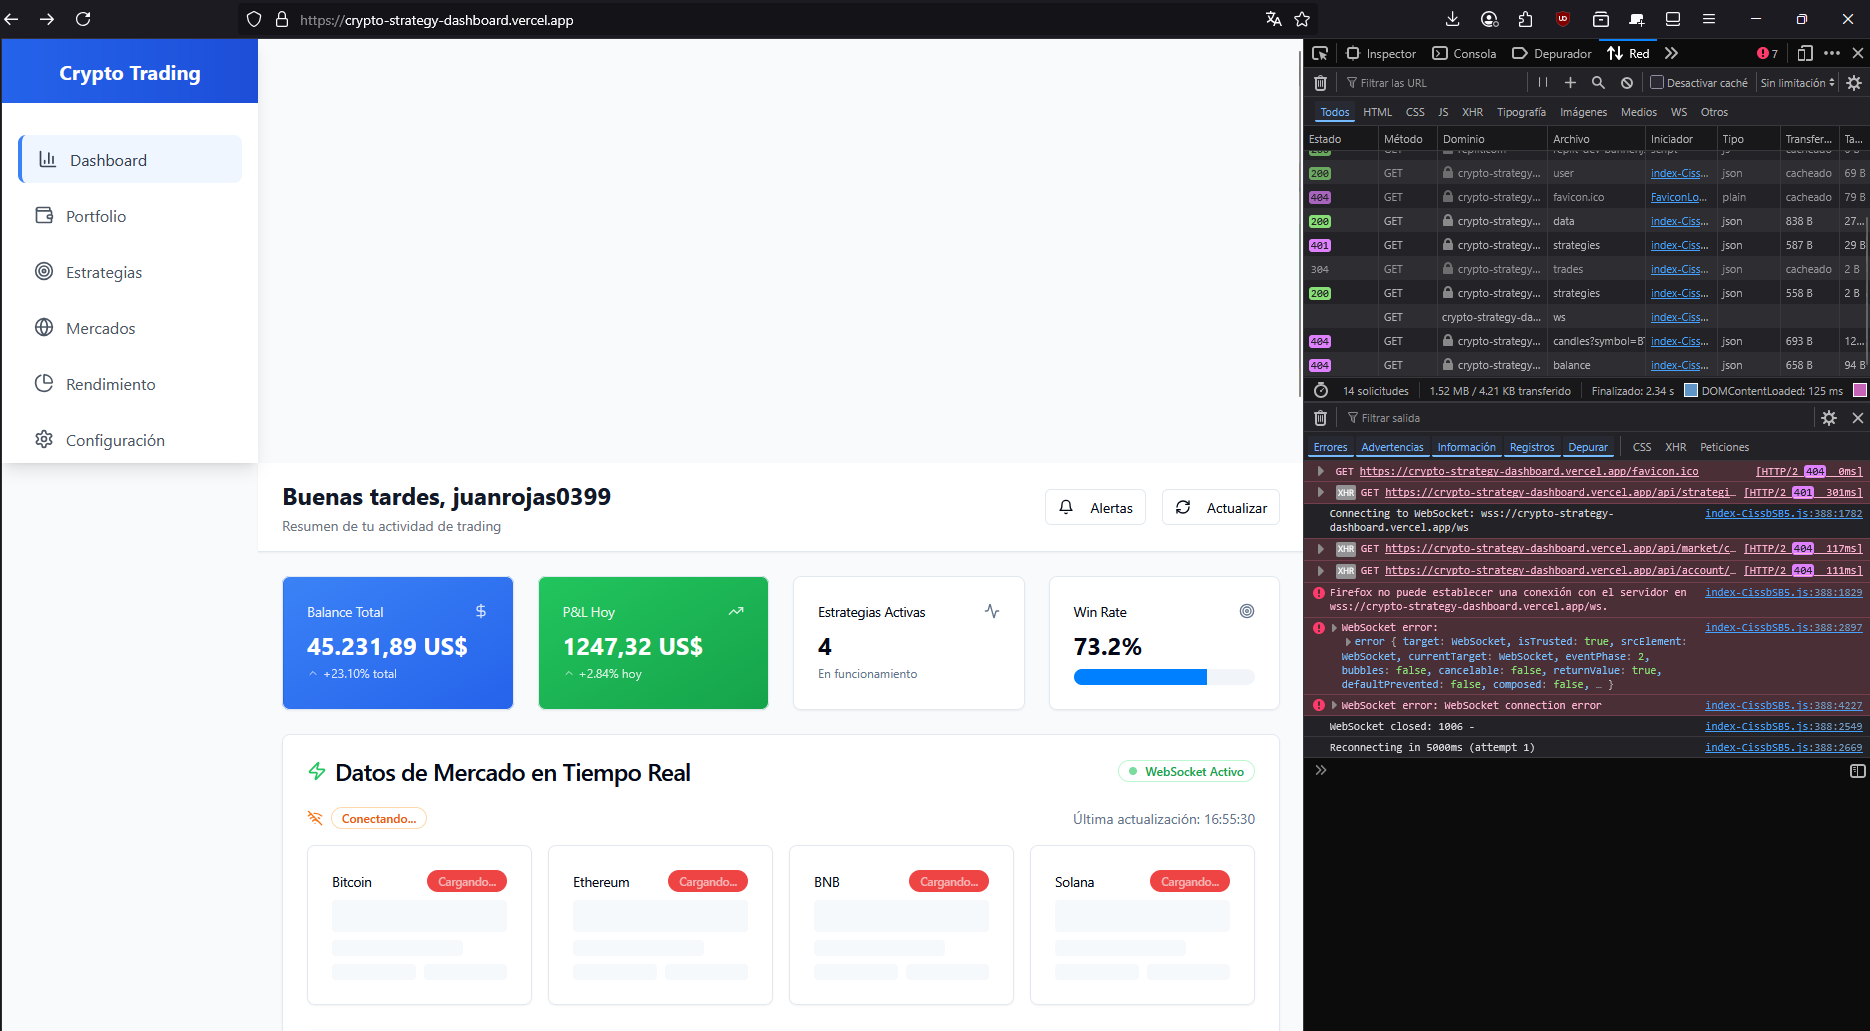 https://crypto-strategy-dashboard.vercel.app
Crypto Trading
Dashboard
Portfolio
Estrategias
Mercados
Rendimiento
Configuración
Buenas tardes, juanrojas0399
Resumen de tu actividad de trading
Alertas
Actualizar
Balance Total
45.231,89 US$
+23.10% total
P&L Hoy
1247,32 US$
+2.84% hoy
Estrategias Activas
4
En funcionamiento
Win Rate
73.2%
Datos de Mercado en Tiempo Real
WebSocket Activo
Conectando...
Última actualización: 16:55:30
Bitcoin Cargando...
Ethereum Cargando...
BNB Cargando...
Solana Cargando...
Inspector Consola Depurador Red 7
Filtrar las URL Desactivar caché Sin limitación
Todos HTML CSS JS XHR Tipografía Imágenes Medios WS Otros
Estado Método Dominio Archivo Iniciador Tipo Transfer... Ta...
200 GET crypto-strategy... user index-Ciss... json cacheado 69 B
404 GET crypto-strategy... favicon.ico FaviconLo... plain cacheado 79 B
200 GET crypto-strategy... data index-Ciss... json 838 B 27...
401 GET crypto-strategy... strategies index-Ciss... json 587 B 29 B
304 GET crypto-strategy... trades index-Ciss... json cacheado 2 B
200 GET crypto-strategy... strategies index-Ciss... json 558 B 2 B
GET crypto-strategy-da... ws index-Ciss...
404 GET crypto-strategy... candles?symbol=B index-Ciss... json 693 B 12...
404 GET crypto-strategy... balance index-Ciss... json 658 B 94 B
14 solicitudes 1.52 MB / 4.21 KB transferido Finalizado: 2.34 s DOMContentLoaded: 125 ms
Filtrar salida
Errores Advertencias Información Registros Depurar CSS XHR Peticiones
GET https://crypto-strategy-dashboard.vercel.app/favicon.ico [HTTP/2 404 0ms]
XHR GET https://crypto-strategy-dashboard.vercel.app/api/strategi... [HTTP/2 401 301ms]
Connecting to WebSocket: wss://crypto-strategy- index-CissbSB5.js:388:1782
dashboard.vercel.app/ws
XHR GET https://crypto-strategy-dashboard.vercel.app/api/market/c... [HTTP/2 404 117ms]
XHR GET https://crypto-strategy-dashboard.vercel.app/api/account/... [HTTP/2 404 111ms]
Firefox no puede establecer una conexión con el servidor en index-CissbSB5.js:388:1829
wss://crypto-strategy-dashboard.vercel.app/ws.
WebSocket error: index-CissbSB5.js:388:2897
error { target: WebSocket, isTrusted: true, srcElement:
WebSocket, currentTarget: WebSocket, eventPhase: 2,
bubbles: false, cancelable: false, returnValue: true,
defaultPrevented: false, composed: false, … }
WebSocket error: WebSocket connection error index-CissbSB5.js:388:4227
WebSocket closed: 1006 - index-CissbSB5.js:388:2549
Reconnecting in 5000ms (attempt 1) index-CissbSB5.js:388:2669